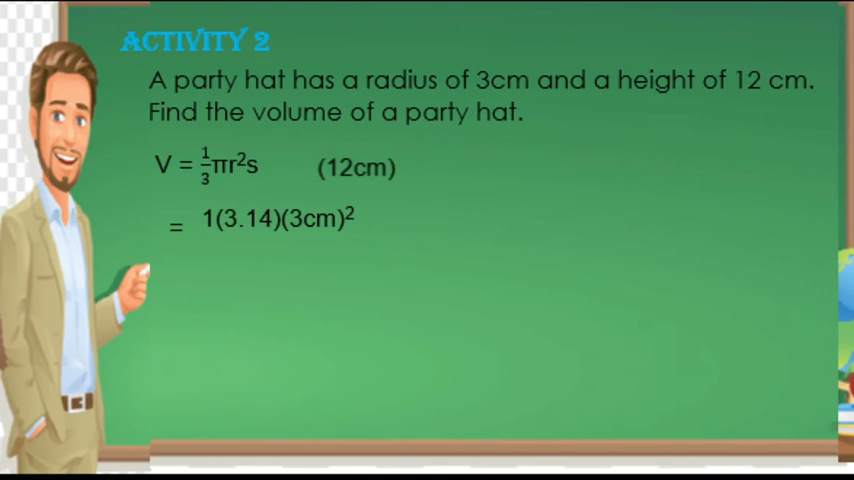 ACTIVITY 2
A party hat has a radius of 3cm and a height of 12 cm.
Find the volume of a party hat.
V = 1/3πr²s (12cm)
= 1(3.14)(3cm)²